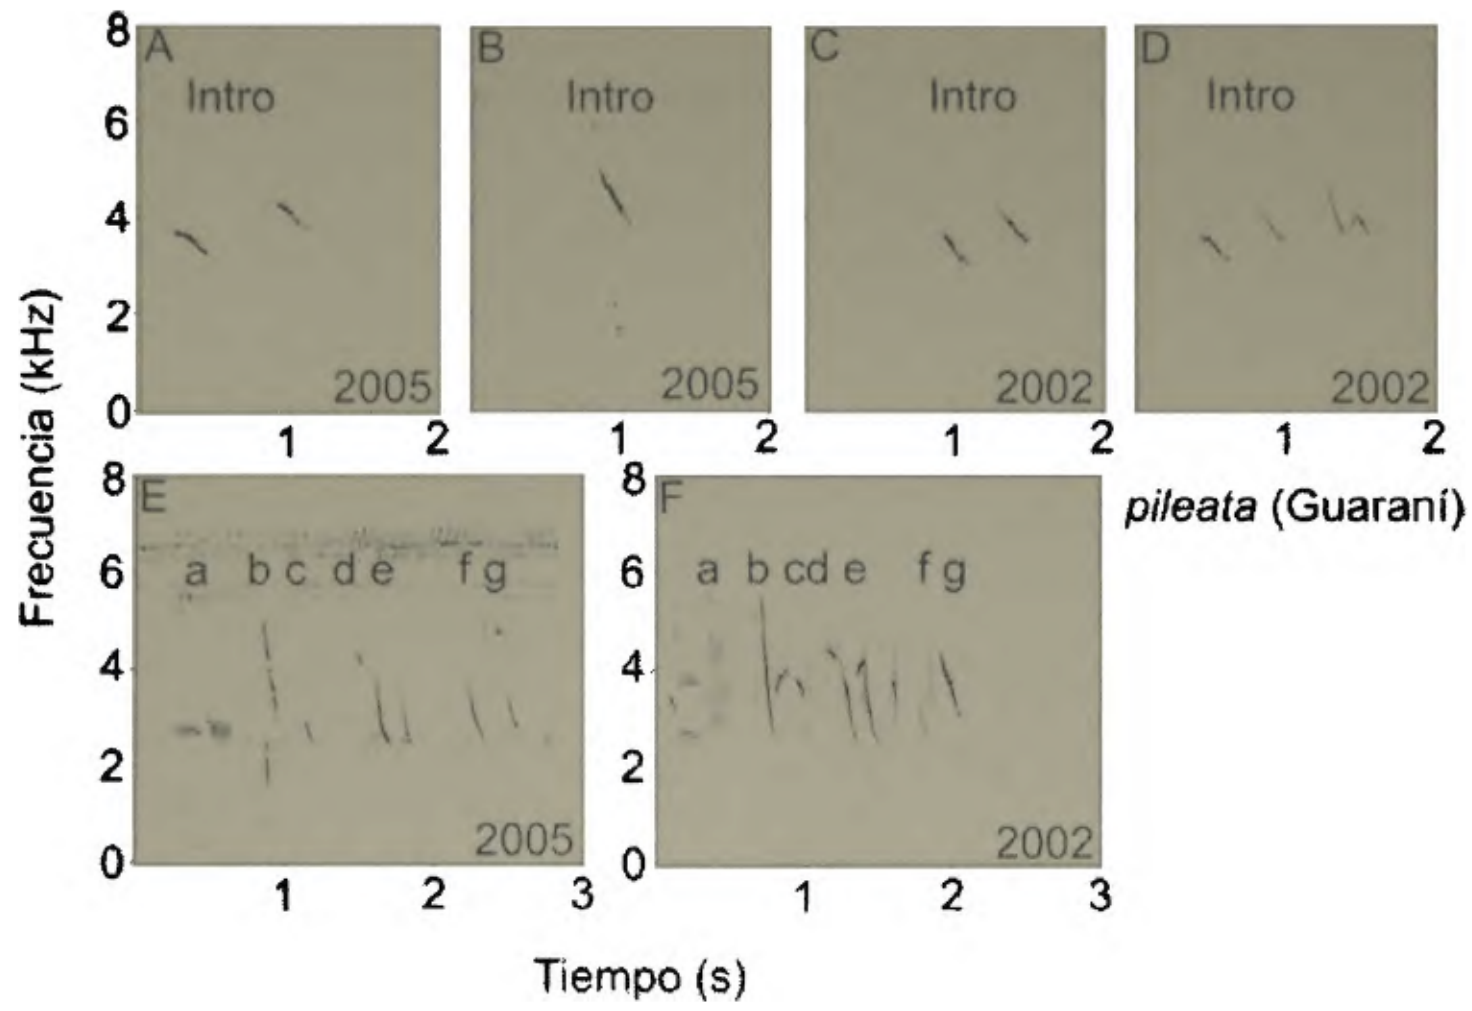 8 A B C D
Intro Intro Intro Intro
6
4
2
2005 2005 2002 2002
0
1 2 1 2 1 2 1 2
8 E 8 F pileata (Guaraní)
6 a b c d e f g 6 a b cd e f g
4 4
2 2
2005 2002
0 0
1 2 3 1 2 3
Frecuencia (kHz)
Tiempo (s)